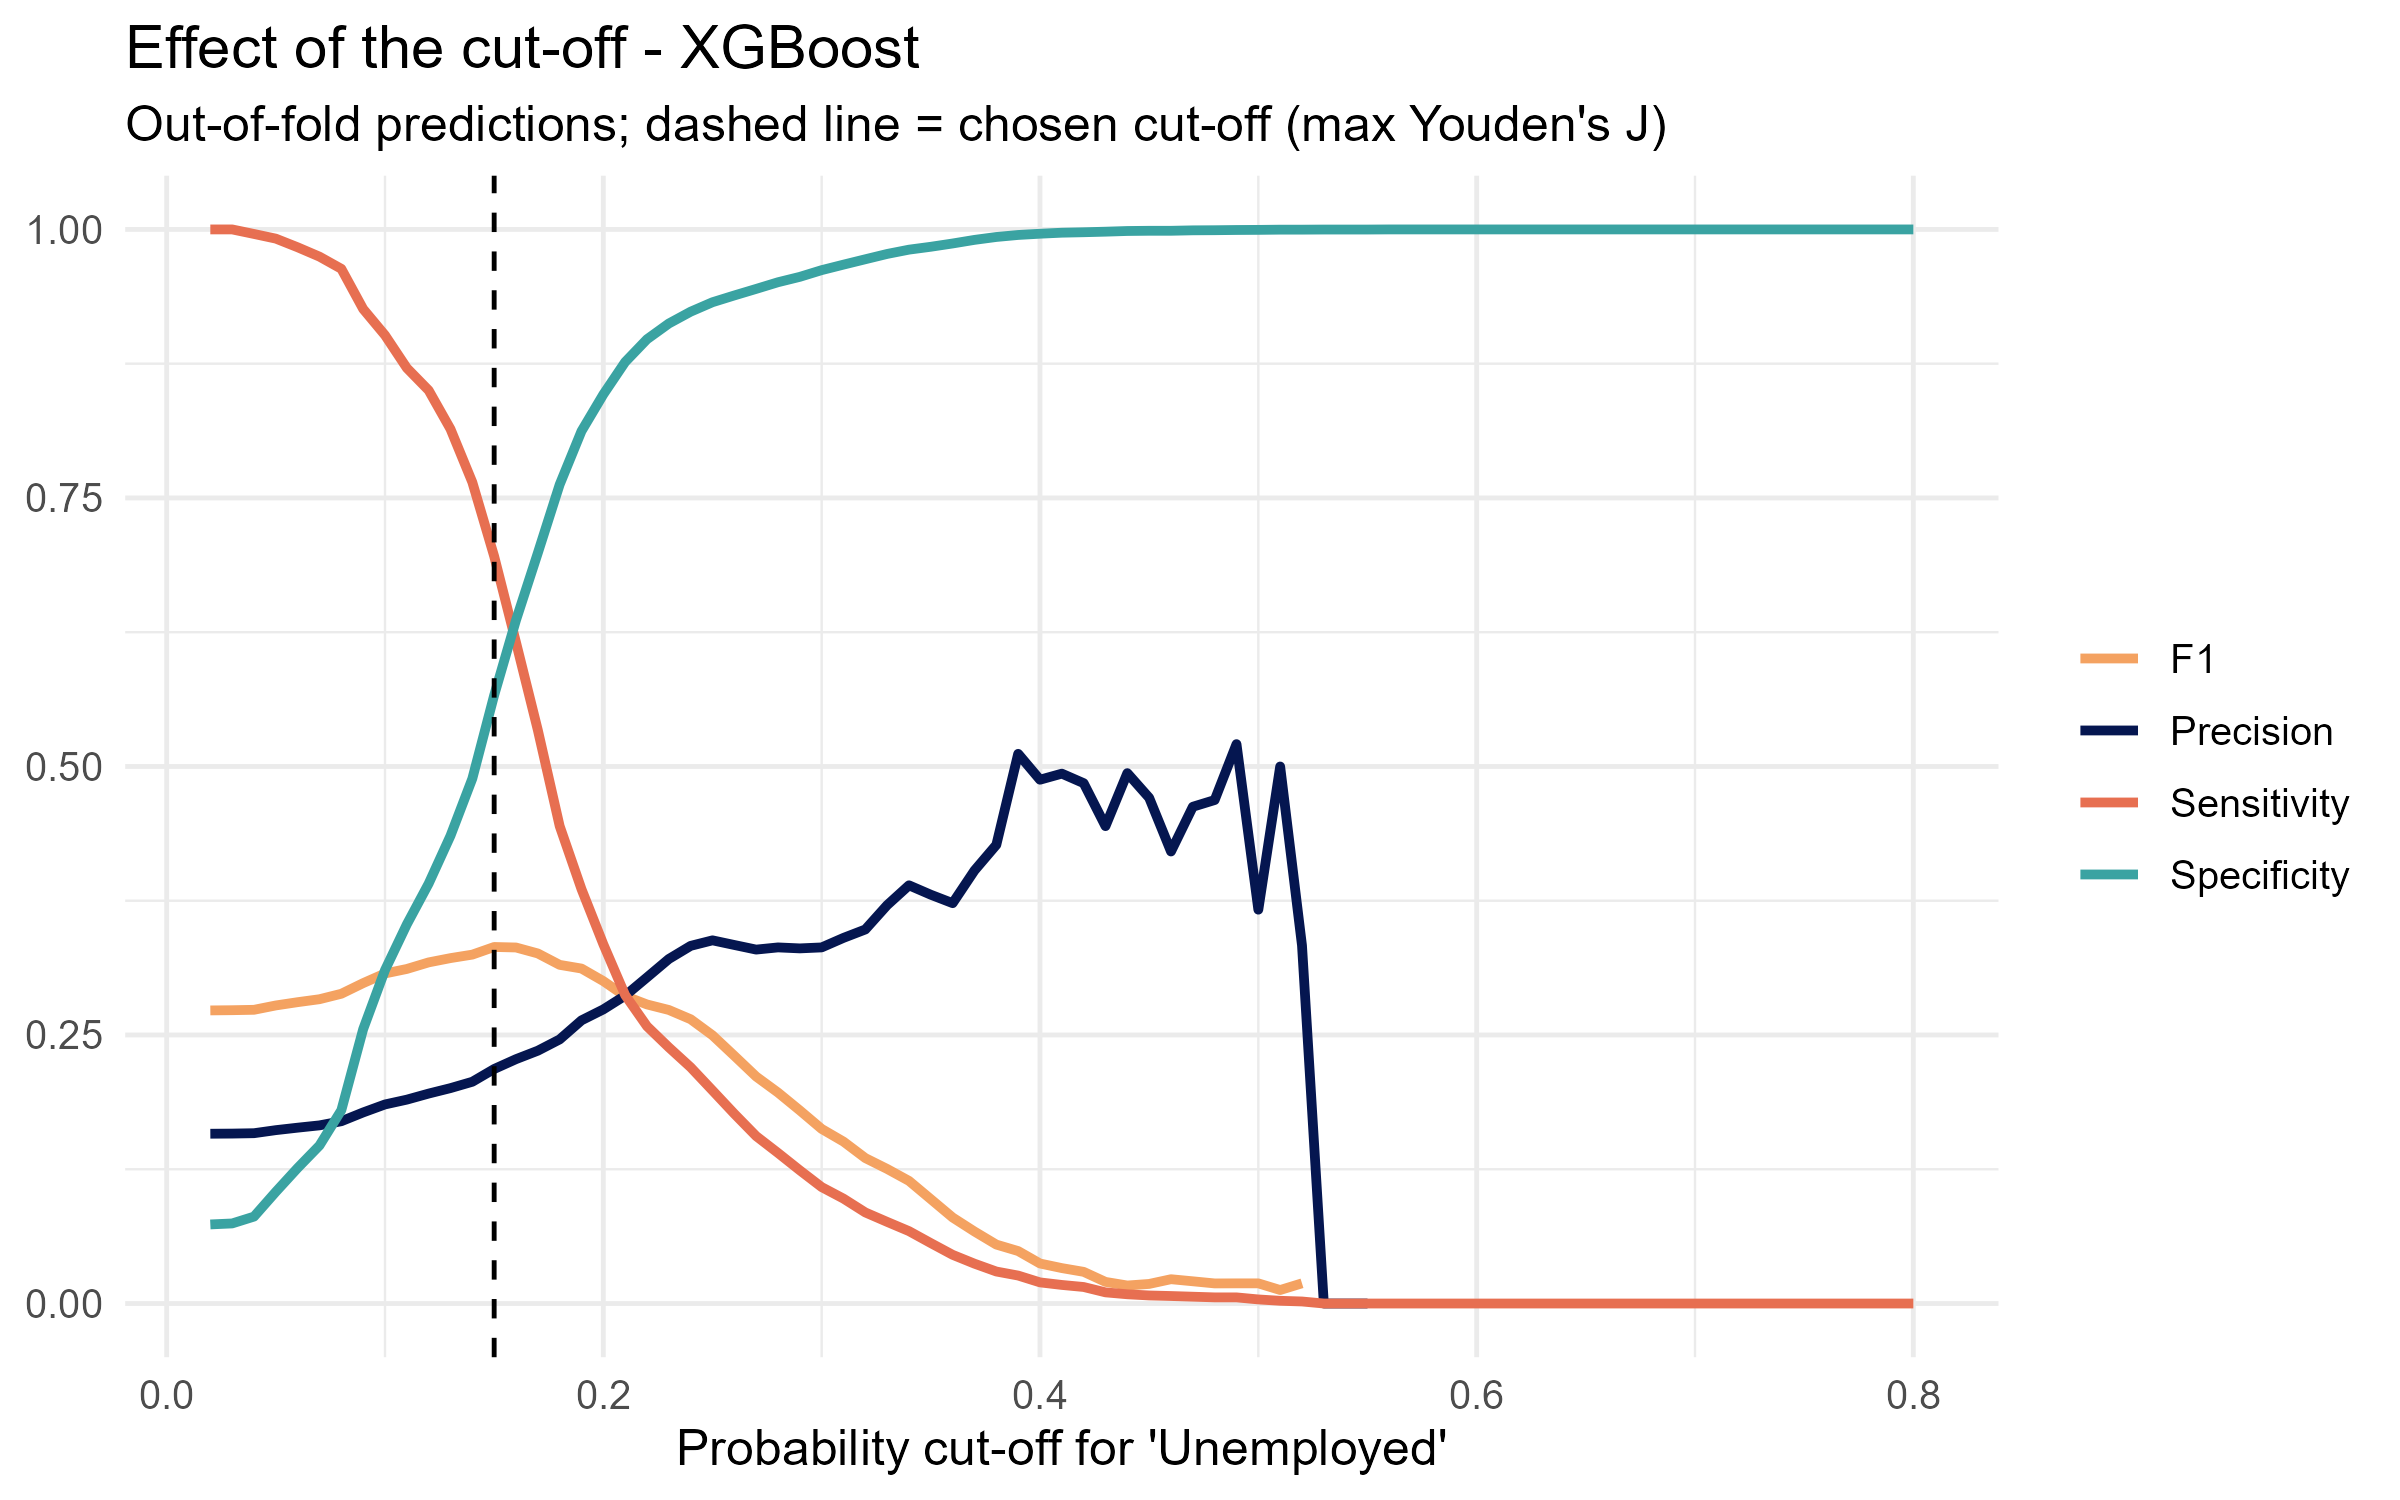 Effect of the cut-off - XGBoost
Out-of-fold predictions; dashed line = chosen cut-off (max Youden's J)
1.00
0.75
0.50
0.25
0.00
0.0
0.2
0.4
0.6
0.8
Probability cut-off for 'Unemployed'
F1
Precision
Sensitivity
Specificity